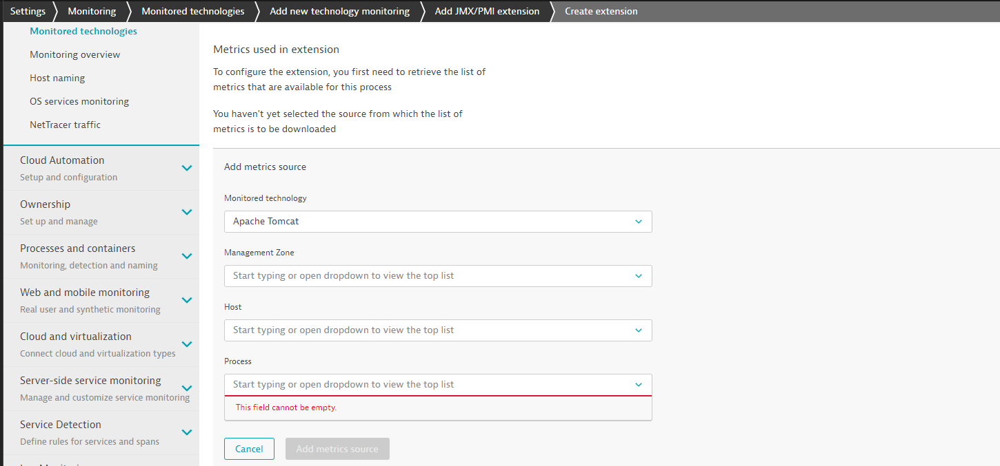 Settings
Monitoring
Monitored technologies
Add new technology monitoring
Add JMX/PMI extension
Create extension
Monitored technologies
Monitoring overview
Host naming
OS services monitoring
NetTracer traffic
Cloud Automation
Setup and configuration
Ownership
Set up and manage
Processes and containers
Monitoring, detection and naming
Web and mobile monitoring
Real user and synthetic monitoring
Cloud and virtualization
Connect cloud and virtualization types
Server-side service monitoring
Manage and customize service monitoring
Service Detection
Define rules for services and spans
Metrics used in extension
To configure the extension, you first need to retrieve the list of
metrics that are available for this process
You haven't yet selected the source from which the list of
metrics is to be downloaded
Add metrics source
Monitored technology
Apache Tomcat
Management Zone
Start typing or open dropdown to view the top list
Host
Start typing or open dropdown to view the top list
Process
Start typing or open dropdown to view the top list
This field cannot be empty.
Cancel
Add metrics source